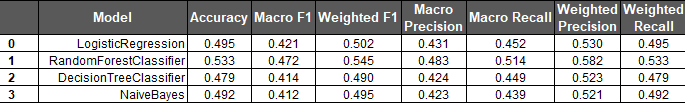 Model Accuracy Macro F1 Weighted F1 Macro Precision Macro Recall Weighted Precision Weighted Recall
0 LogisticRegression 0.495 0.421 0.502 0.431 0.452 0.530 0.495
1 RandomForestClassifier 0.533 0.472 0.545 0.483 0.514 0.582 0.533
2 DecisionTreeClassifier 0.479 0.414 0.490 0.424 0.449 0.523 0.479
3 NaiveBayes 0.492 0.412 0.495 0.423 0.439 0.521 0.492